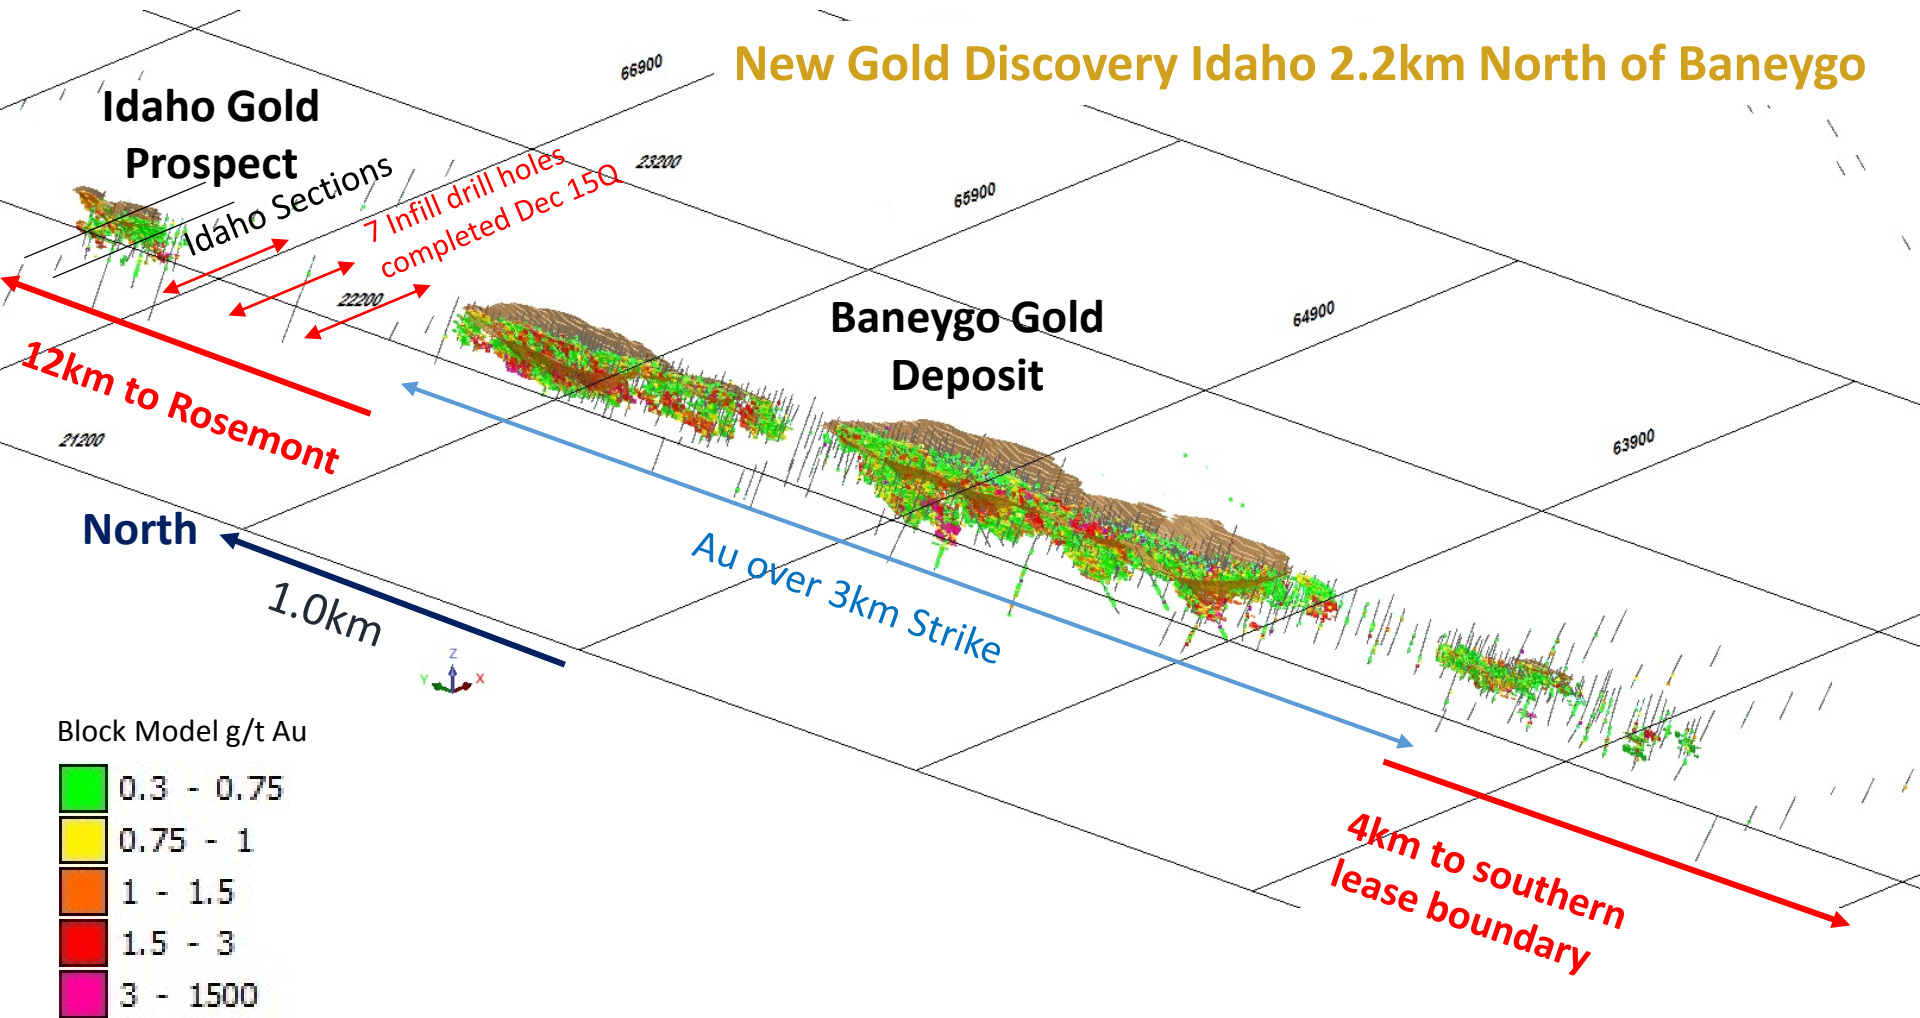 New Gold Discovery Idaho 2.2km North of Baneygo
66900
Idaho Gold
Prospect
Idaho Sections
7 Infill drill holes
completed Dec 15Q
23200
65900
22200
Baneygo Gold
Deposit
64900
12km to Rosemont
21200
63900
North
1.0km
Au over 3km Strike
Z
Y
X
4km to southern
lease boundary
Block Model g/t Au
0.3 - 0.75
0.75 - 1
1 - 1.5
1.5 - 3
3 - 1500